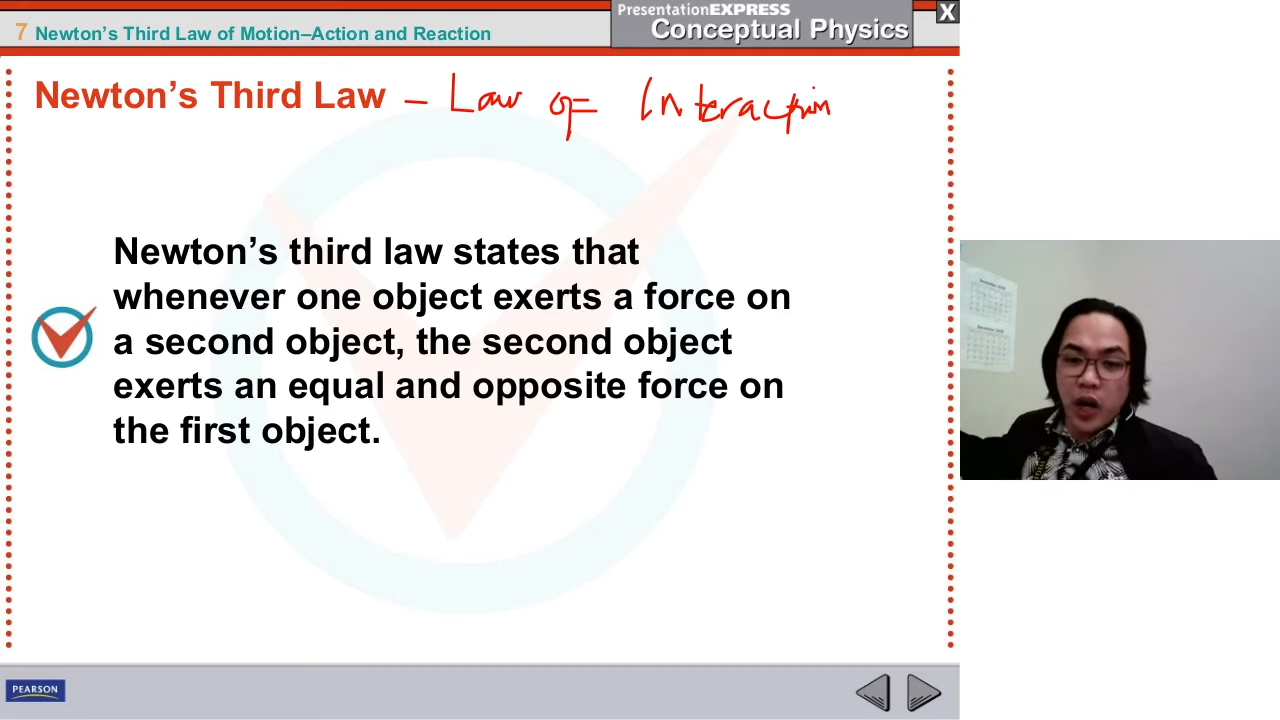 PresentationEXPRESS
X
7 Newton's Third Law of Motion–Action and Reaction
Conceptual Physics
Newton's Third Law – Law of Interaction
Newton's third law states that
whenever one object exerts a force on
a second object, the second object
exerts an equal and opposite force on
the first object.
PEARSON